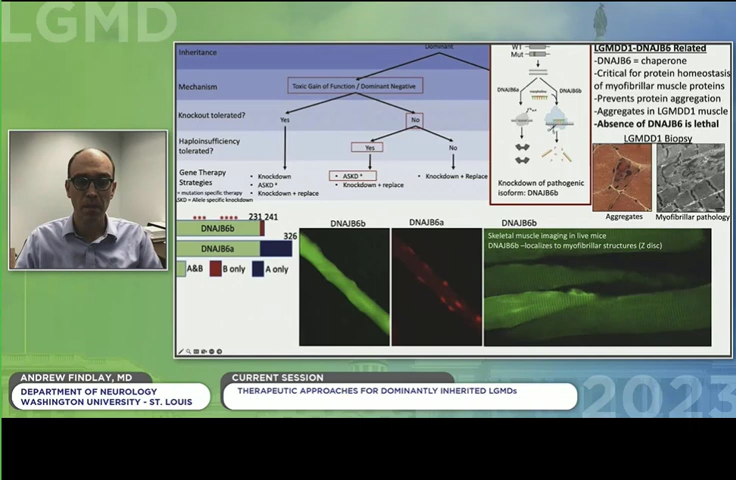 LGMD
Inheritance
Dominant
Mechanism
Toxic Gain of Function / Dominant Negative
Knockout tolerated?
Yes
No
Haploinsufficiency
tolerated?
Yes
No
Gene Therapy
Strategies
• Knockdown
• ASKD *
• Knockdown + replace
• ASKD *
• Knockdown + replace
• Knockdown + Replace
= mutation specific therapy
SKD = Allele specific knockdown
WT
Mut
DNAJB6a
DNAJB6b
Knockdown of pathogenic
isoform: DNAJB6b
LGMDD1-DNAJB6 Related
-DNAJB6 = chaperone
-Critical for protein homeostasis
of myofibrillar muscle proteins
-Prevents protein aggregation
-Aggregates in LGMDD1 muscle
-Absence of DNAJB6 is lethal
LGMDD1 Biopsy
Aggregates
Myofibrillar pathology
*** **** 231 241
DNAJB6b
326
DNAJB6a
A&B
B only
A only
DNAJB6b
DNAJB6a
DNAJB6b
Skeletal muscle imaging in live mice
DNAJB6b –localizes to myofibrillar structures (Z disc)
ANDREW FINDLAY, MD
DEPARTMENT OF NEUROLOGY
WASHINGTON UNIVERSITY - ST. LOUIS
CURRENT SESSION
THERAPEUTIC APPROACHES FOR DOMINANTLY INHERITED LGMDs
2023